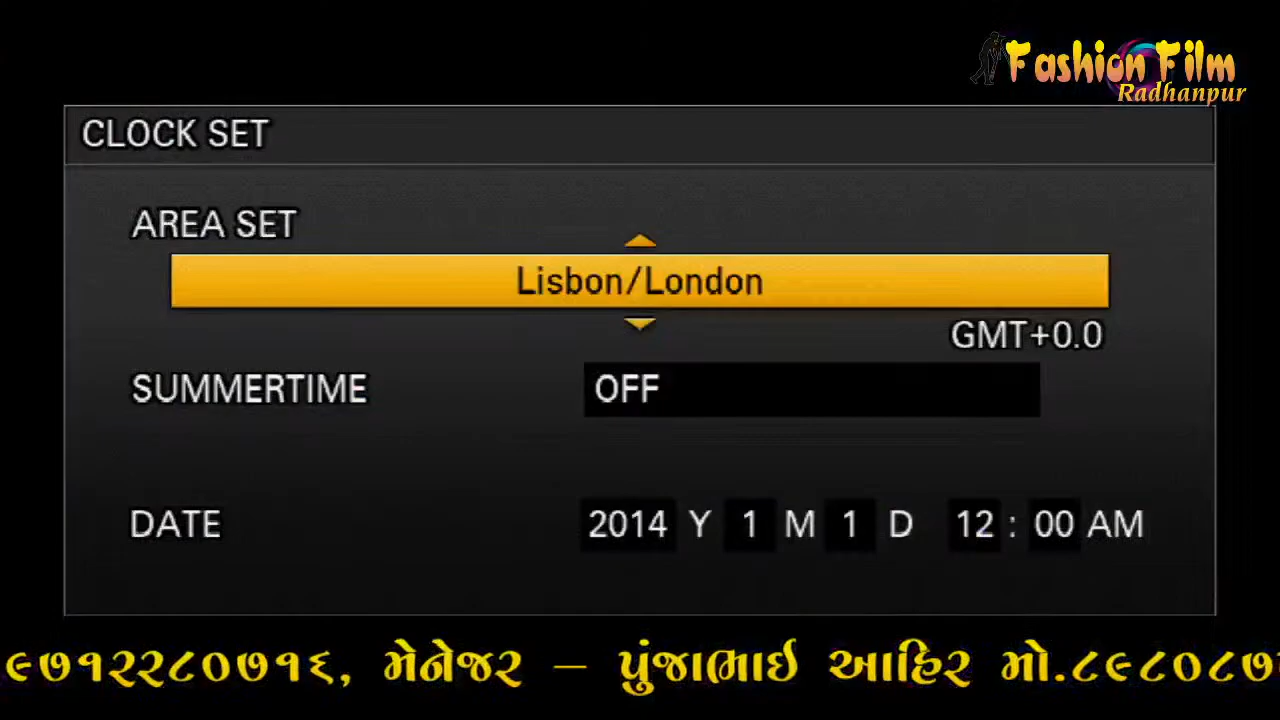 Fashion Film
Radhanpur
CLOCK SET
AREA SET
Lisbon/London
GMT+0.0
SUMMERTIME OFF
DATE 2014 Y 1 M 1 D 12 : 00 AM
૯૭૧૨૨૮૦૭૧૬, મેનેજર – પુંજાભાઈ આહિર મો.૮૯૮૦૮૭